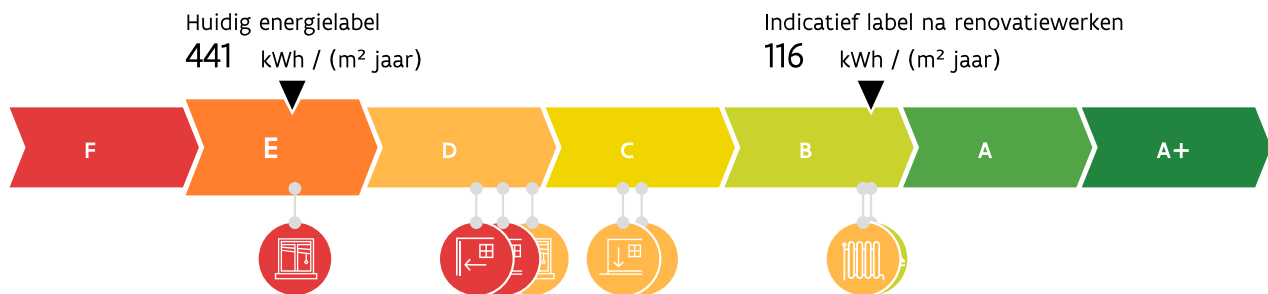 Huidig energielabel
441 kWh / (m² jaar)
Indicatief label na renovatiewerken
116 kWh / (m² jaar)
F E D C B A A+